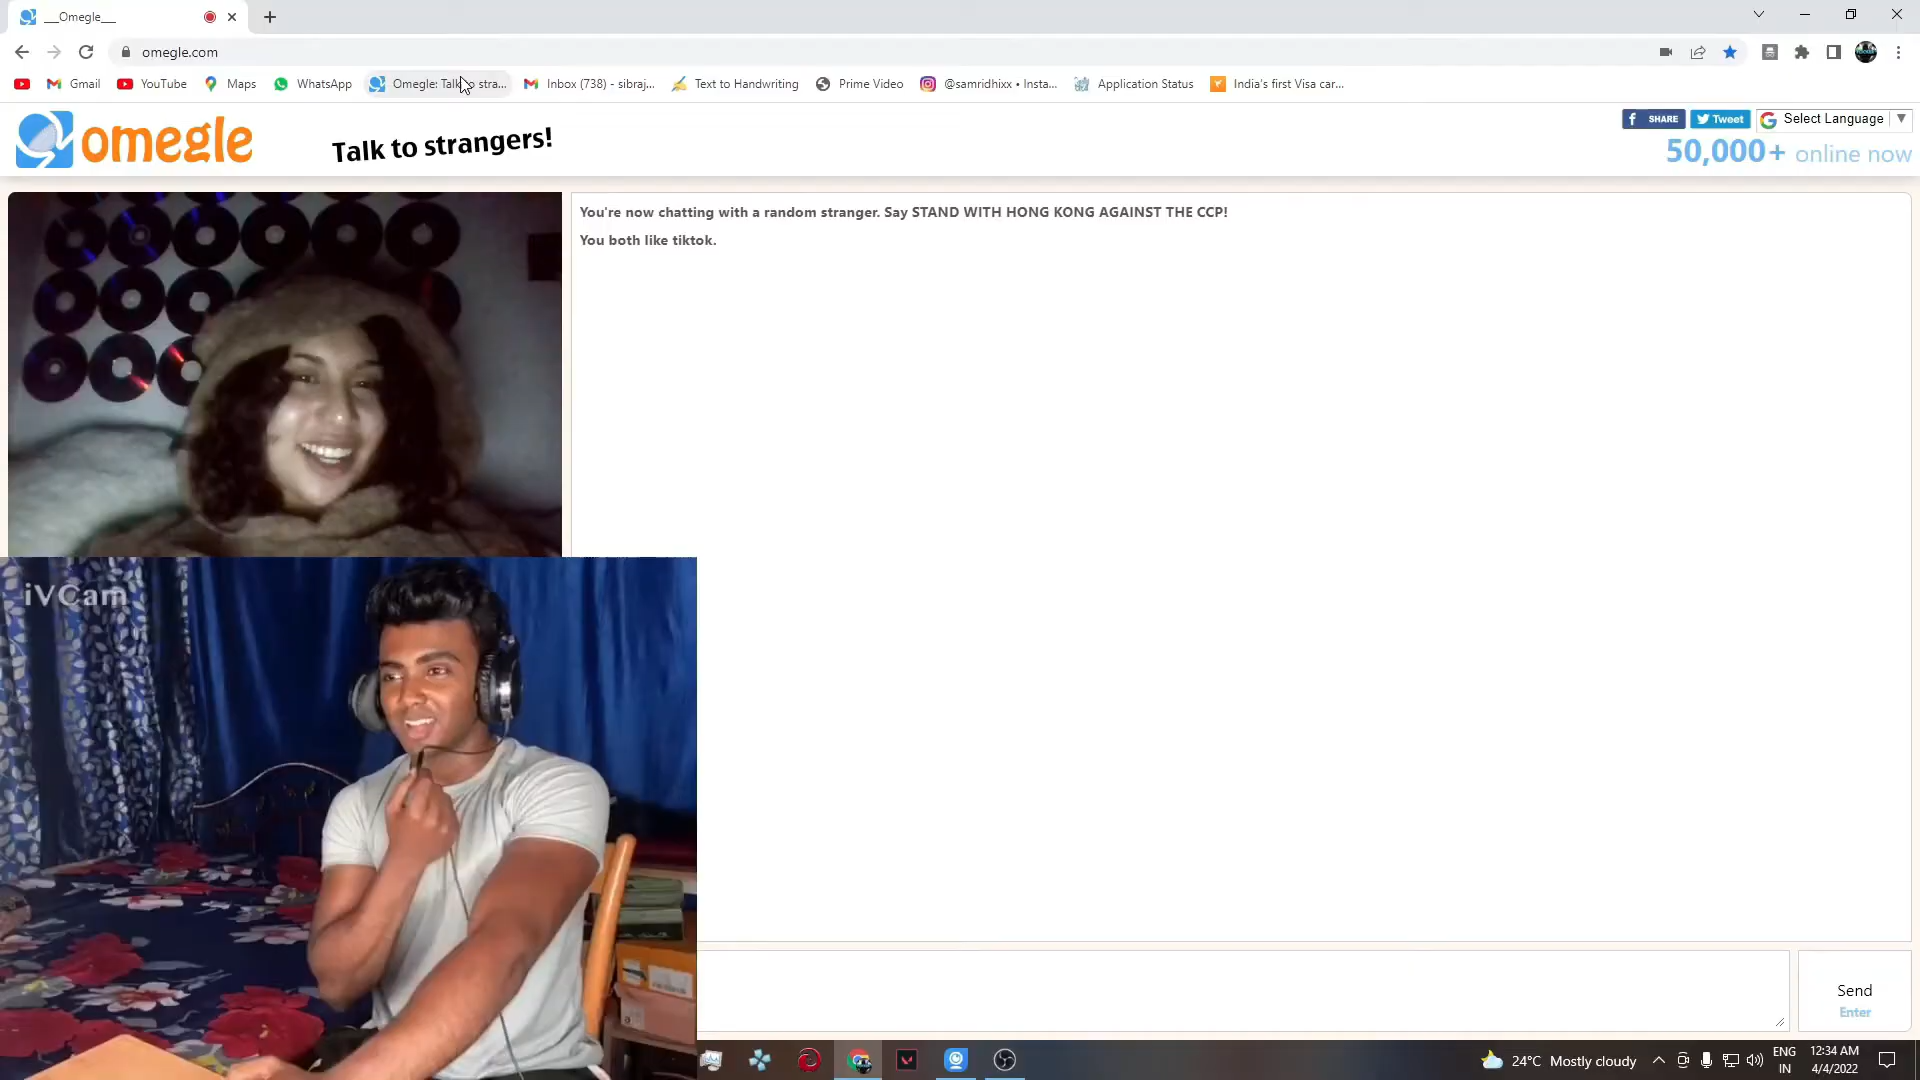 ___Omegle___
omegle.com
Gmail
YouTube
Maps
WhatsApp
Omegle: Talk to stra...
Inbox (738) - sibraj...
Text to Handwriting
Prime Video
@samridhixx • Insta...
Application Status
India's first Visa car...
omegle
Talk to strangers!
SHARE
Tweet
Select Language
50,000+ online now
You're now chatting with a random stranger. Say STAND WITH HONG KONG AGAINST THE CCP!
You both like tiktok.
iVCam
Send
Enter
24°C Mostly cloudy
ENG
IN
12:34 AM
4/4/2022